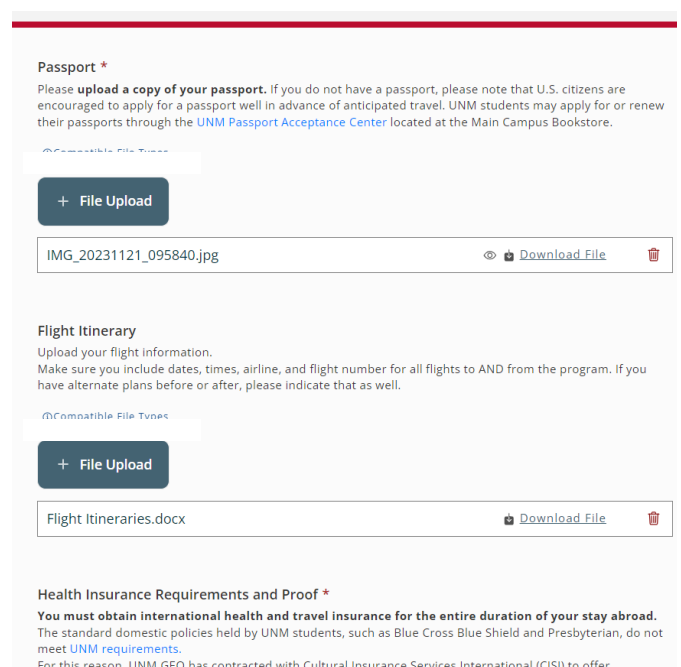 Passport *
Please upload a copy of your passport. If you do not have a passport, please note that U.S. citizens are
encouraged to apply for a passport well in advance of anticipated travel. UNM students may apply for or renew
their passports through the UNM Passport Acceptance Center located at the Main Campus Bookstore.
Compatible File Types
+ File Upload
IMG_20231121_095840.jpg Download File
Flight Itinerary
Upload your flight information.
Make sure you include dates, times, airline, and flight number for all flights to AND from the program. If you
have alternate plans before or after, please indicate that as well.
Compatible File Types
+ File Upload
Flight Itineraries.docx Download File
Health Insurance Requirements and Proof *
You must obtain international health and travel insurance for the entire duration of your stay abroad.
The standard domestic policies held by UNM students, such as Blue Cross Blue Shield and Presbyterian, do not
meet UNM requirements.
For this reason, UNM GEO has contracted with Cultural Insurance Services International (CISI) to offer